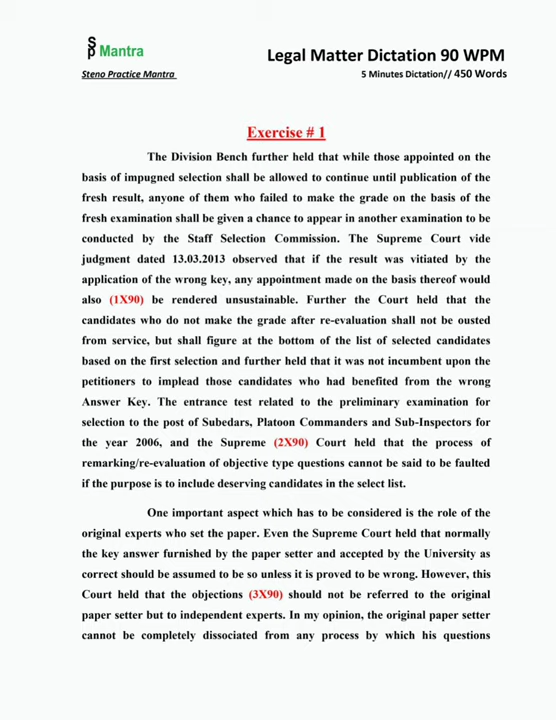 SP Mantra
Legal Matter Dictation 90 WPM
Steno Practice Mantra
5 Minutes Dictation// 450 Words
Exercise # 1
The Division Bench further held that while those appointed on the
basis of impugned selection shall be allowed to continue until publication of the
fresh result, anyone of them who failed to make the grade on the basis of the
fresh examination shall be given a chance to appear in another examination to be
conducted by the Staff Selection Commission. The Supreme Court vide
judgment dated 13.03.2013 observed that if the result was vitiated by the
application of the wrong key, any appointment made on the basis thereof would
also (1X90) be rendered unsustainable. Further the Court held that the
candidates who do not make the grade after re-evaluation shall not be ousted
from service, but shall figure at the bottom of the list of selected candidates
based on the first selection and further held that it was not incumbent upon the
petitioners to implead those candidates who had benefited from the wrong
Answer Key. The entrance test related to the preliminary examination for
selection to the post of Subedars, Platoon Commanders and Sub-Inspectors for
the year 2006, and the Supreme (2X90) Court held that the process of
remarking/re-evaluation of objective type questions cannot be said to be faulted
if the purpose is to include deserving candidates in the select list.
One important aspect which has to be considered is the role of the
original experts who set the paper. Even the Supreme Court held that normally
the key answer furnished by the paper setter and accepted by the University as
correct should be assumed to be so unless it is proved to be wrong. However, this
Court held that the objections (3X90) should not be referred to the original
paper setter but to independent experts. In my opinion, the original paper setter
cannot be completely dissociated from any process by which his questions